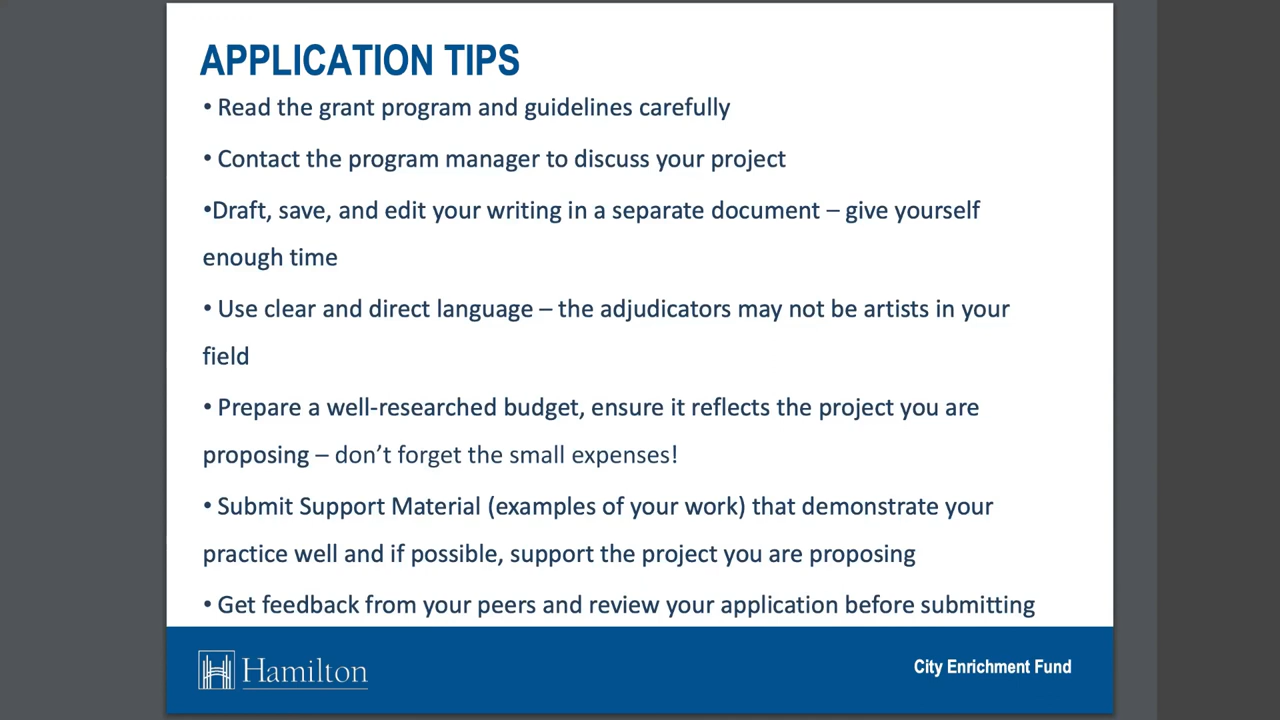 APPLICATION TIPS
• Read the grant program and guidelines carefully
• Contact the program manager to discuss your project
•Draft, save, and edit your writing in a separate document – give yourself
enough time
• Use clear and direct language – the adjudicators may not be artists in your
field
• Prepare a well-researched budget, ensure it reflects the project you are
proposing – don’t forget the small expenses!
• Submit Support Material (examples of your work) that demonstrate your
practice well and if possible, support the project you are proposing
• Get feedback from your peers and review your application before submitting
Hamilton
City Enrichment Fund